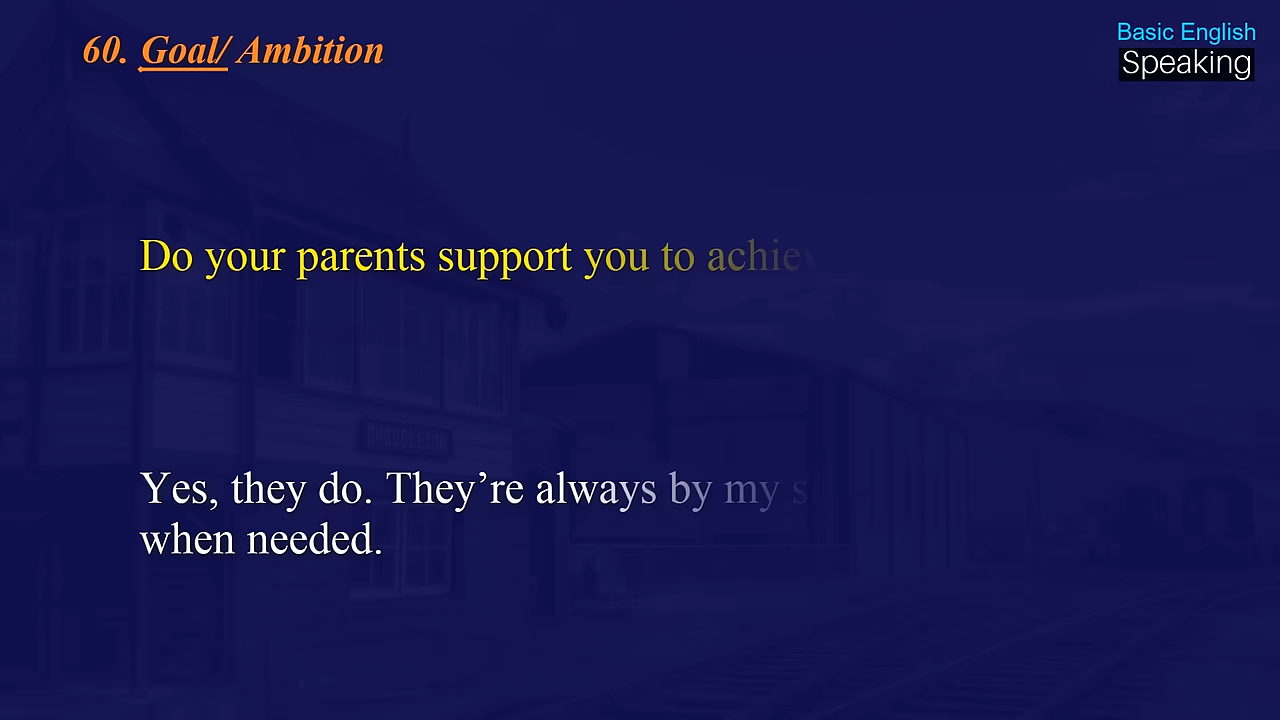 60. Goal/ Ambition
Basic English
Speaking
Do your parents support you to
Yes, they do. They’re always by my
when needed.